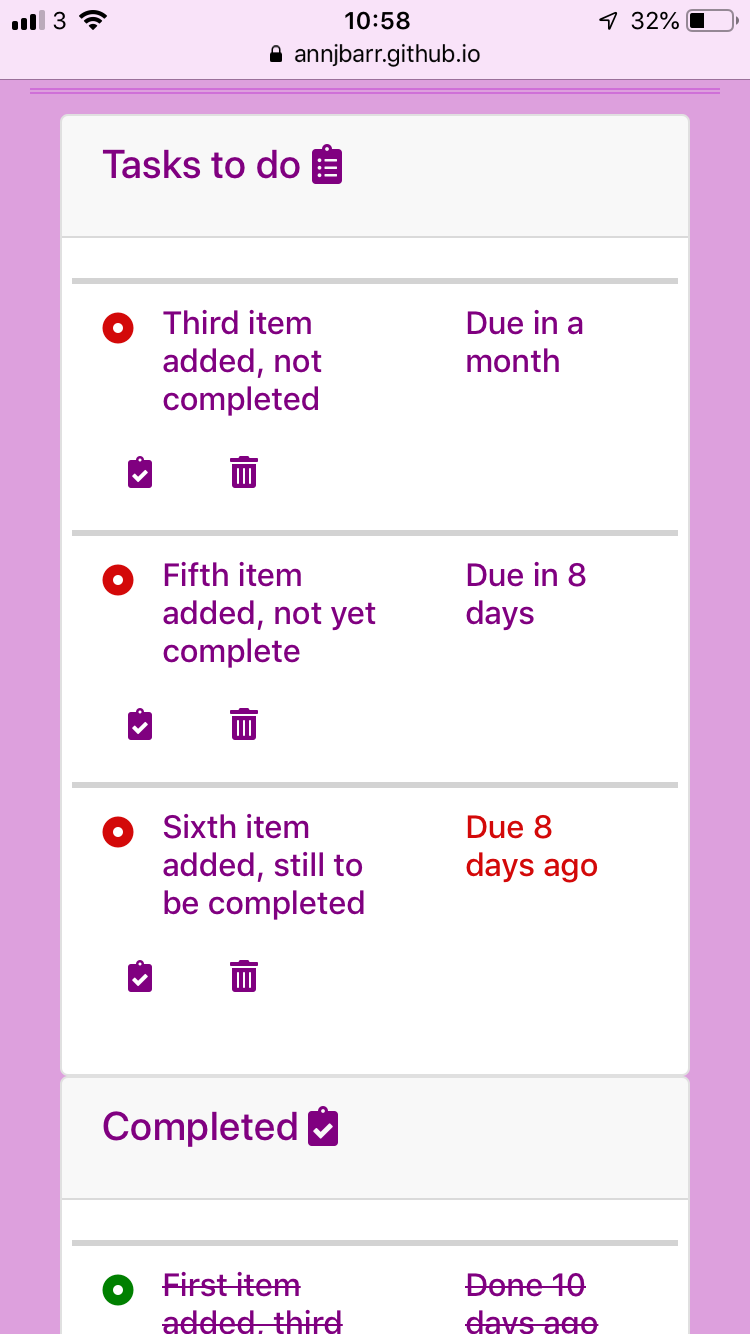 3 10:58 32%
annjbarr.github.io
Tasks to do
Third item Due in a
added, not month
completed
Fifth item Due in 8
added, not yet days
complete
Sixth item Due 8
added, still to days ago
be completed
Completed
First item Done 10
added, third days ago